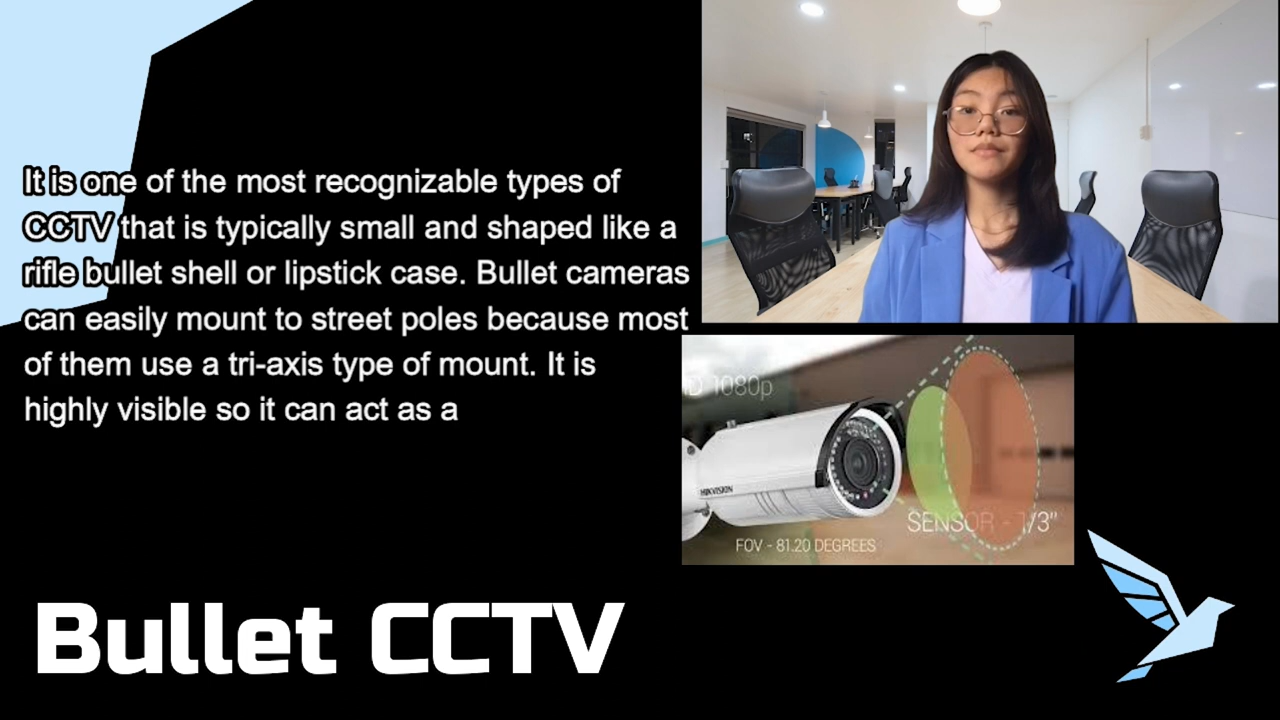 It is one of the most recognizable types of
CCTV that is typically small and shaped like a
rifle bullet shell or lipstick case. Bullet cameras
can easily mount to street poles because most
of them use a tri-axis type of mount. It is
highly visible so it can act as a
D 1080p
HIKVISION
SENSOR - 1/3"
FOV - 81.20 DEGREES
Bullet CCTV